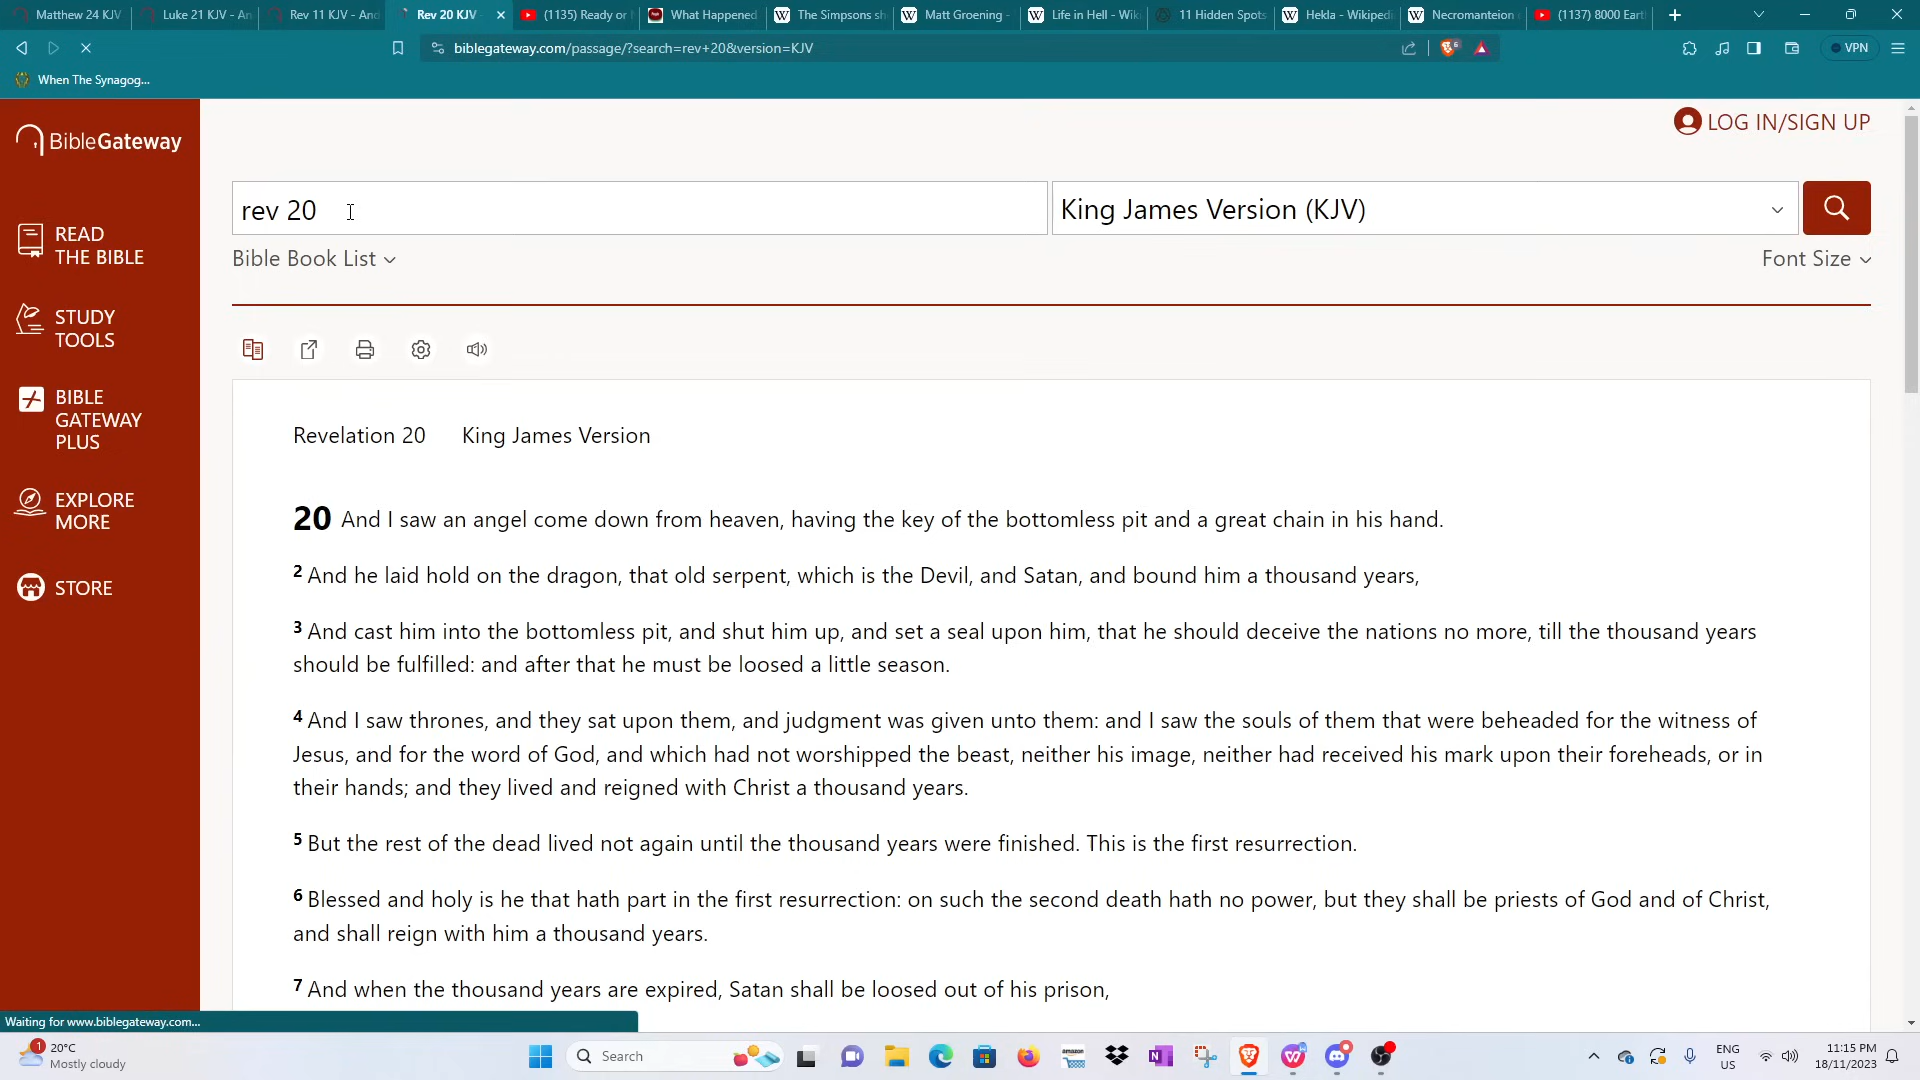 Matthew 24 KJV
Luke 21 KJV - An
Rev 11 KJV - And
Rev 20 KJV -
(1135) Ready or
What Happened
The Simpsons sh
Matt Groening -
Life in Hell - Wiki
11 Hidden Spots
Hekla - Wikipedi
Necromanteion
(1137) 8000 Eart
biblegateway.com/passage/?search=rev+20&version=KJV
6
VPN
When The Synagog...
BibleGateway
LOG IN/SIGN UP
rev 20
King James Version (KJV)
Bible Book List
Font Size
READ
THE BIBLE
STUDY
TOOLS
BIBLE
GATEWAY
PLUS
EXPLORE
MORE
STORE
Revelation 20 King James Version
20 And I saw an angel come down from heaven, having the key of the bottomless pit and a great chain in his hand.
2 And he laid hold on the dragon, that old serpent, which is the Devil, and Satan, and bound him a thousand years,
3 And cast him into the bottomless pit, and shut him up, and set a seal upon him, that he should deceive the nations no more, till the thousand years
should be fulfilled: and after that he must be loosed a little season.
4 And I saw thrones, and they sat upon them, and judgment was given unto them: and I saw the souls of them that were beheaded for the witness of
Jesus, and for the word of God, and which had not worshipped the beast, neither his image, neither had received his mark upon their foreheads, or in
their hands; and they lived and reigned with Christ a thousand years.
5 But the rest of the dead lived not again until the thousand years were finished. This is the first resurrection.
6 Blessed and holy is he that hath part in the first resurrection: on such the second death hath no power, but they shall be priests of God and of Christ,
and shall reign with him a thousand years.
7 And when the thousand years are expired, Satan shall be loosed out of his prison,
Waiting for www.biblegateway.com...
1
20°C
Mostly cloudy
Search
amazon
ENG
US
11:15 PM
18/11/2023